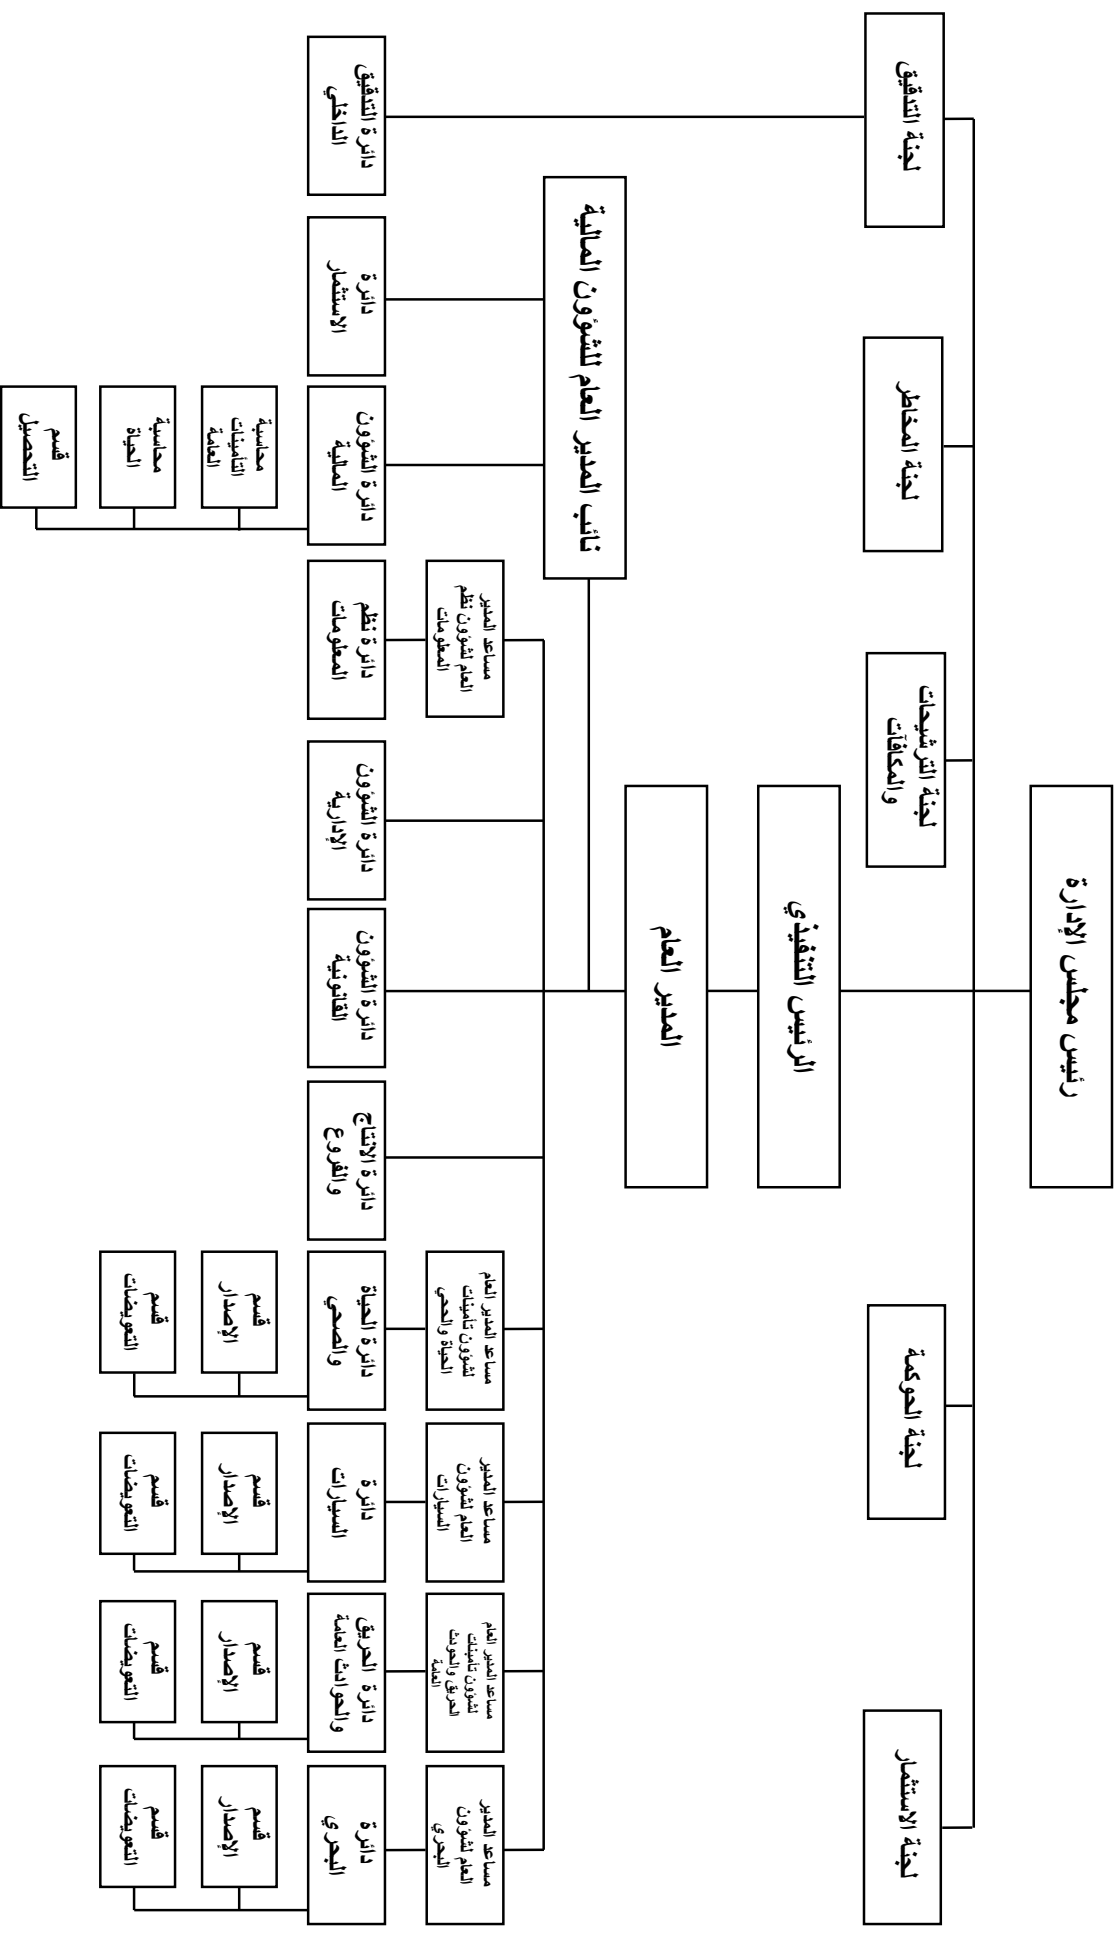 رئيس مجلس الإدارة
لجنة الاستثمار
لجنة الحوكمة
لجنة الترشيحات
والمكافآت
لجنة المخاطر
لجنة التدقيق
الرئيس التنفيذي
المدير العام
نائب المدير العام للشؤون المالية
مساعد المدير
العام لشؤون
البحري
مساعد المدير العام
لشؤون تأمينات
الحريق والحودث
العامة
مساعد المدير
العام لشؤون
السيارات
مساعد المدير العام
لشؤون تأمينات
الحياة والصحي
مساعد المدير
العام لشؤون نظم
المعلومات
دائرة
البحري
دائرة الحريق
والحوادث العامة
دائرة
السيارات
دائرة الحياة
والصحي
دائرة الانتاج
والفروع
دائرة الشؤون
القانونية
دائرة الشؤون
الإدارية
دائرة نظم
المعلومات
دائرة الشؤون
المالية
دائرة
الاستثمار
دائرة التدقيق
الداخلي
قسم
الإصدار
قسم
الإصدار
قسم
الإصدار
قسم
الإصدار
محاسبة
التأمينات
العامة
قسم
التعويضات
قسم
التعويضات
قسم
التعويضات
قسم
التعويضات
محاسبة
الحياة
قسم
التحصيل